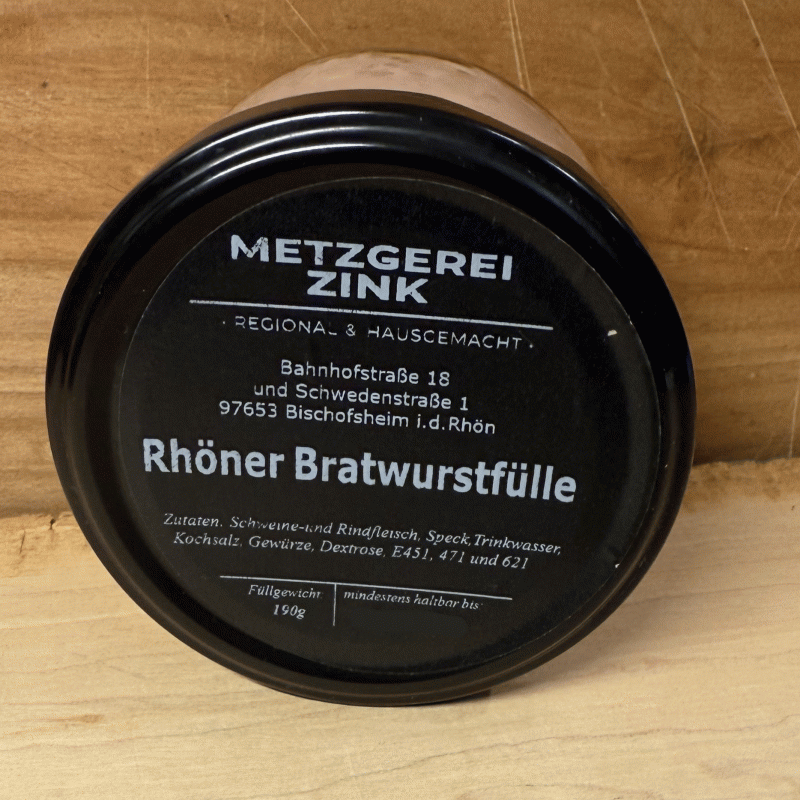 METZGEREI
ZINK
· REGIONAL & HAUSGEMACHT ·
Bahnhofstraße 18
und Schwedenstraße 1
97653 Bischofsheim i.d.Rhön
Rhöner Bratwurstfülle
Zutaten: Schweine-und Rindfleisch, Speck,Trinkwasser,
Kochsalz, Gewürze, Dextrose, E451, 471 und 621
Füllgewicht: mindestens haltbar bis:
190g